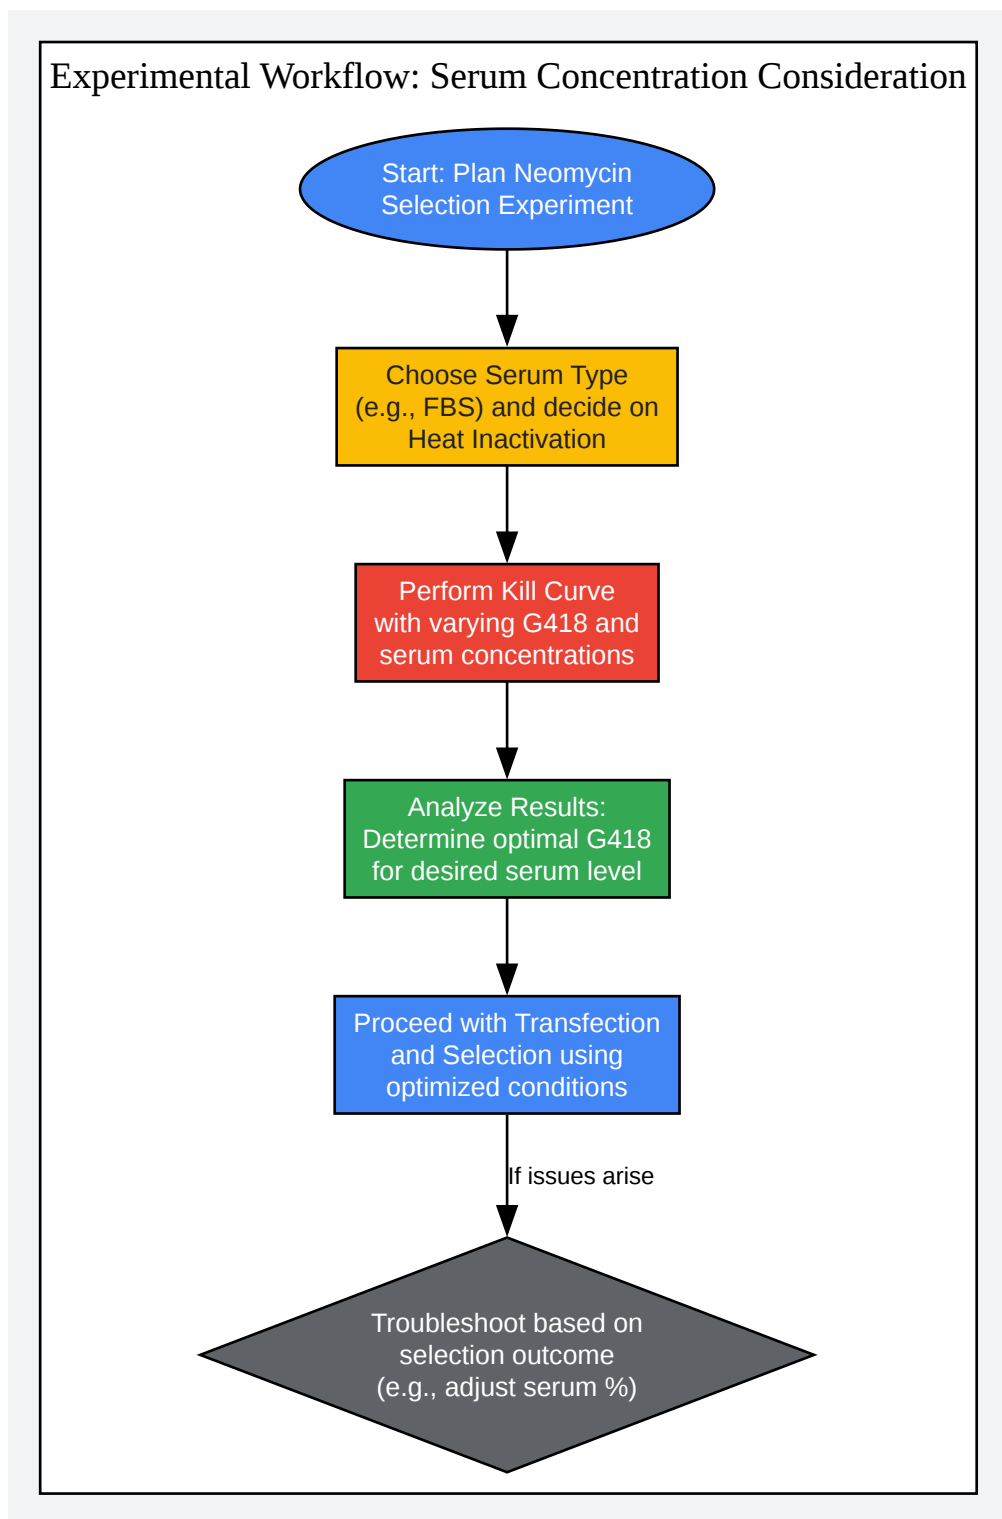 Experimental Workflow: Serum Concentration Consideration
Start: Plan Neomycin
Selection Experiment
Choose Serum Type
(e.g., FBS) and decide on
Heat Inactivation
Perform Kill Curve
with varying G418 and
serum concentrations
Analyze Results:
Determine optimal G418
for desired serum level
Proceed with Transfection
and Selection using
optimized conditions
If issues arise
Troubleshoot based on
selection outcome
(e.g., adjust serum %)